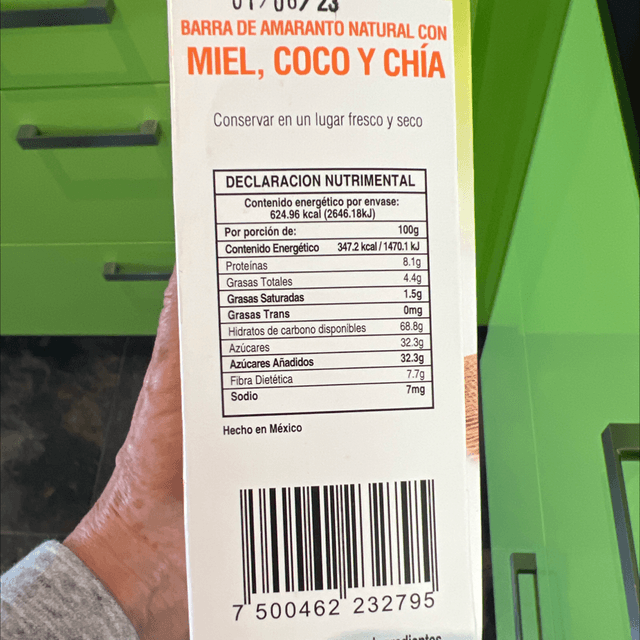 01/06/23
BARRA DE AMARANTO NATURAL CON
MIEL, COCO Y CHÍA
Conservar en un lugar fresco y seco
DECLARACION NUTRIMENTAL
Contenido energético por envase:
624.96 kcal (2646.18kJ)
Por porción de: 100g
Contenido Energético 347.2 kcal / 1470.1 kJ
Proteínas 8.1g
Grasas Totales 4.4g
Grasas Saturadas 1.5g
Grasas Trans 0mg
Hidratos de carbono disponibles 68.8g
Azúcares 32.3g
Azúcares Añadidos 32.3g
Fibra Dietética 7.7g
Sodio 7mg
Hecho en México
7 500462 232795